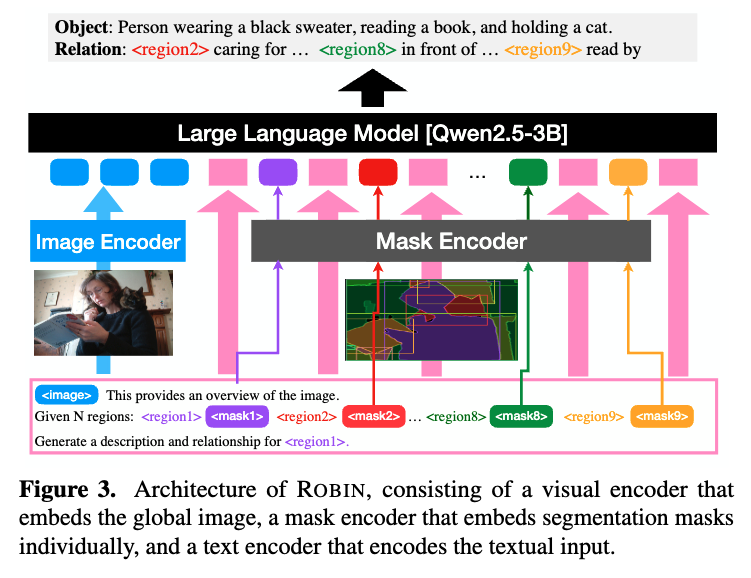 Object: Person wearing a black sweater, reading a book, and holding a cat.
Relation: <region2> caring for … <region8> in front of … <region9> read by
Large Language Model [Qwen2.5-3B]
...
Image Encoder
Mask Encoder
<image> This provides an overview of the image.
Given N regions: <region1> <mask1> <region2> <mask2> ... <region8> <mask8> <region9> <mask9>
Generate a description and relationship for <region1>.
Figure 3. Architecture of ROBIN, consisting of a visual encoder that
embeds the global image, a mask encoder that embeds segmentation masks
individually, and a text encoder that encodes the textual input.